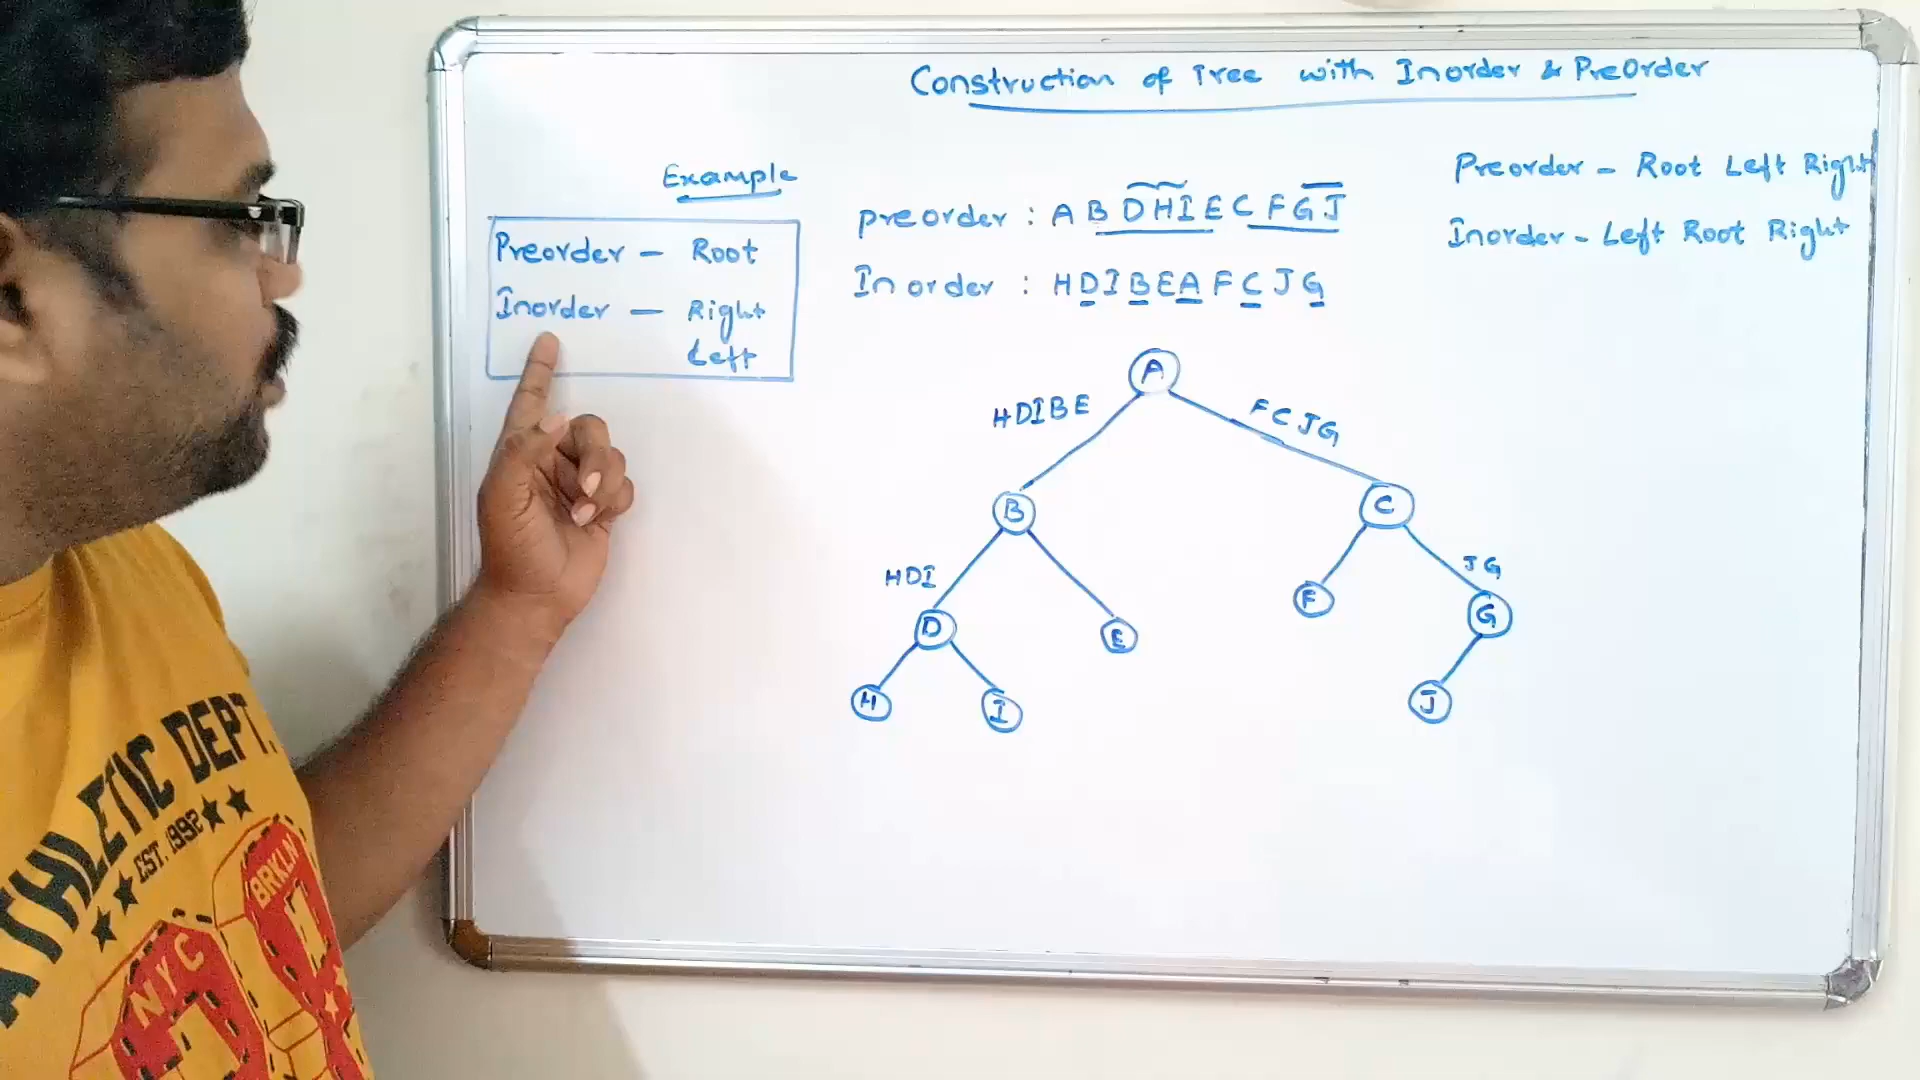 Construction of Tree with Inorder & PreOrder
Example
Preorder - Root
Inorder - Right
Left
preorder : A B D H I E C F G J
Inorder : H D I B E A F C J G
Preorder - Root Left Right
Inorder - Left Root Right
A
HDIBE
FCJG
B
C
HDI
JG
D
E
F
G
H
I
J
ATHLETIC DEPT.
EST. 1992
BRKLN
NYC